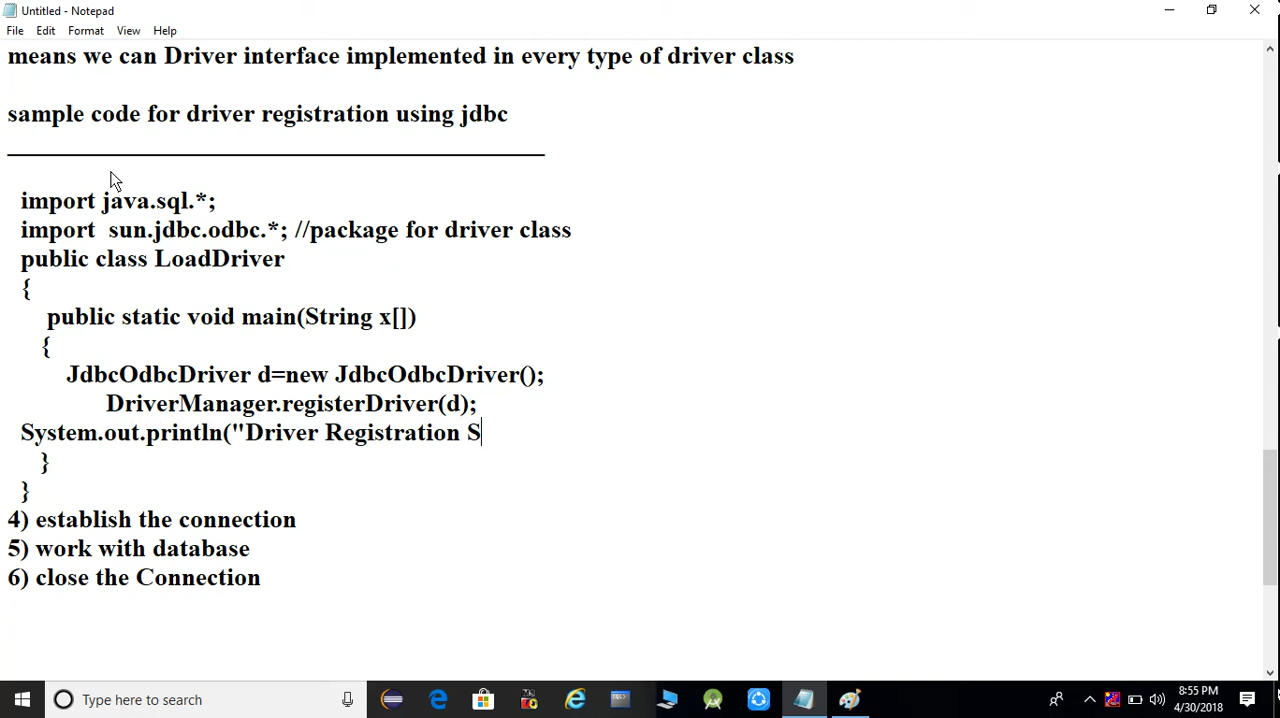 Untitled - Notepad
File Edit Format View Help
means we can Driver interface implemented in every type of driver class
sample code for driver registration using jdbc
import java.sql.*;
import sun.jdbc.odbc.*; //package for driver class
public class LoadDriver
{
public static void main(String x[])
{
JdbcOdbcDriver d=new JdbcOdbcDriver();
DriverManager.registerDriver(d);
System.out.println("Driver Registration S
}
}
4) establish the connection
5) work with database
6) close the Connection
Type here to search
8:55 PM
4/30/2018